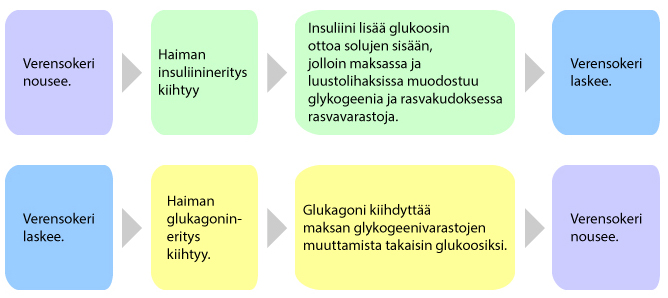 Verensokeri
nousee.
Haiman
insuliinineritys
kiihtyy
Insuliini lisää glukoosin
ottoa solujen sisään,
jolloin maksassa ja
luustolihaksissa muodostuu
glykogeenia ja rasvakudoksessa
rasvavarastoja.
Verensokeri
laskee.
Verensokeri
laskee.
Haiman
glukagonin-
eritys
kiihtyy.
Glukagoni kiihdyttää
maksan glykogeenivarastojen
muuttamista takaisin glukoosiksi.
Verensokeri
nousee.